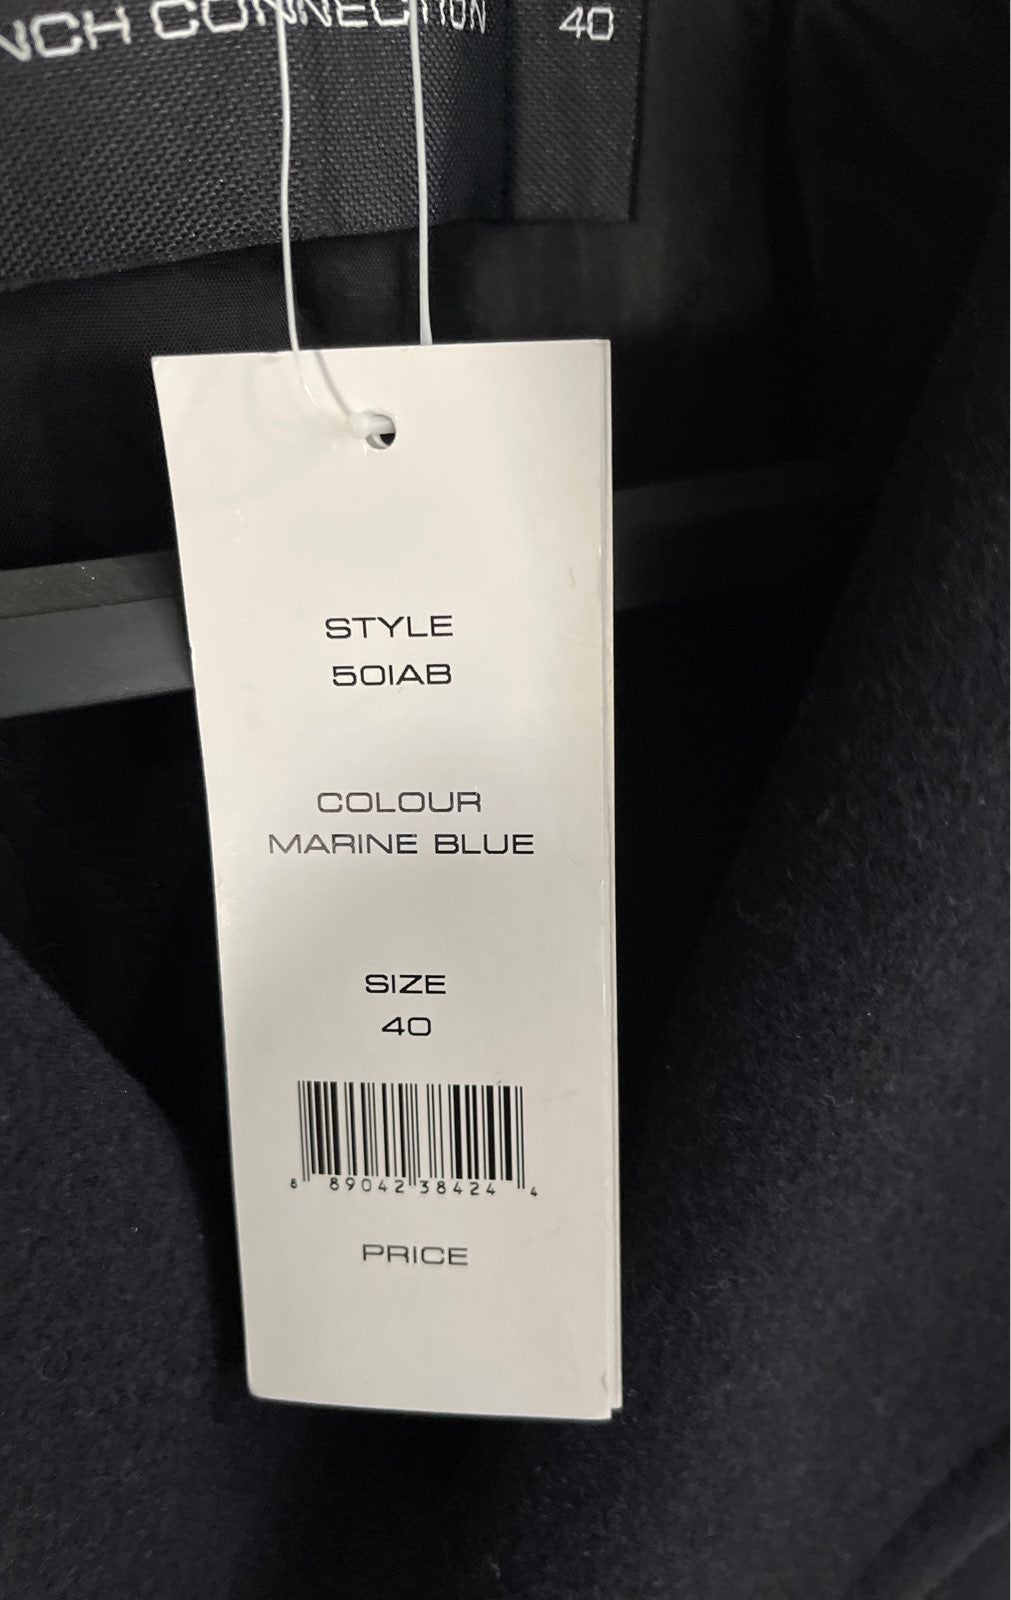 NCH CONNECTION
40
STYLE
501AB
COLOUR
MARINE BLUE
SIZE
40
8 89042 38424 4
PRICE